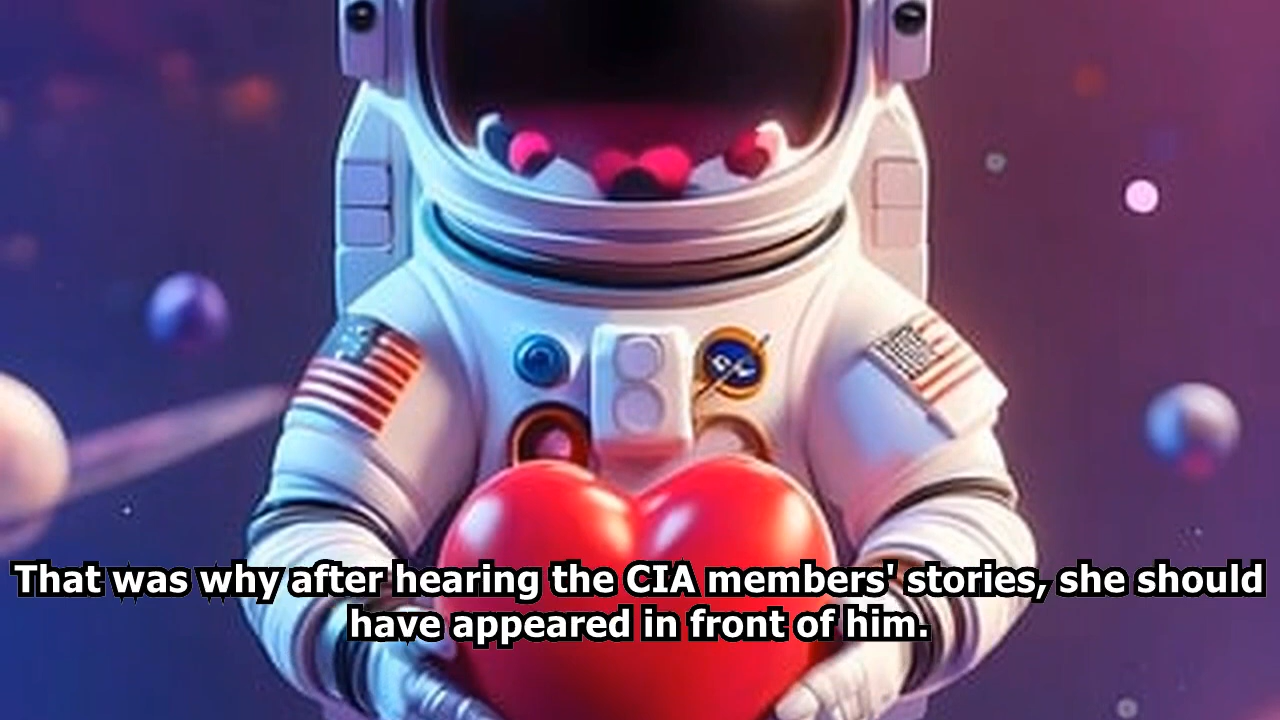 That was why after hearing the CIA members' stories, she should
have appeared in front of him.